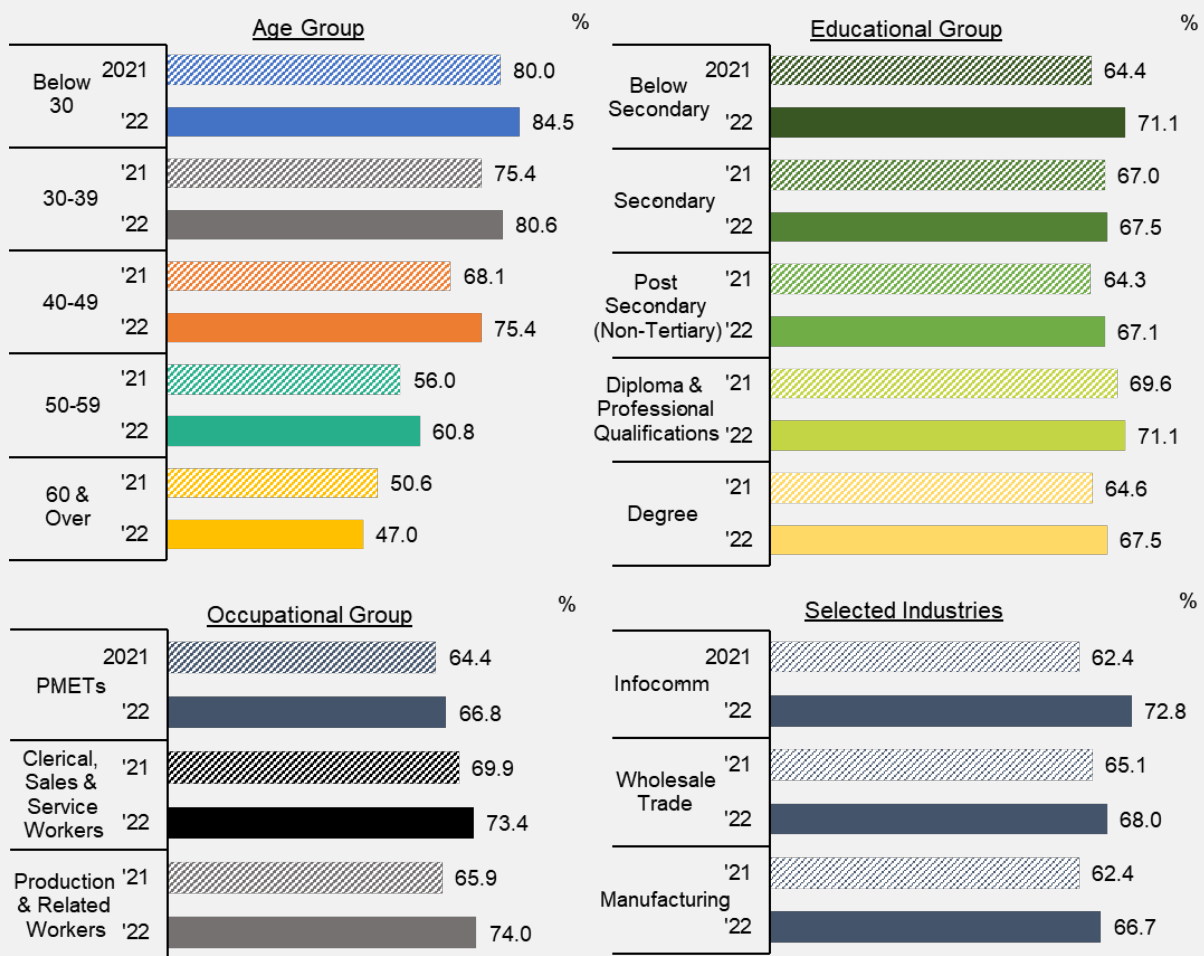 Age Group
%
Below 30
2021
80.0
'22
84.5
30-39
'21
75.4
'22
80.6
40-49
'21
68.1
'22
75.4
50-59
'21
56.0
'22
60.8
60 &
Over
'21
50.6
'22
47.0
Educational Group
%
Below
Secondary
2021
64.4
'22
71.1
Secondary
'21
67.0
'22
67.5
Post
Secondary
(Non-Tertiary)
'21
64.3
'22
67.1
Diploma &
Professional
Qualifications
'21
69.6
'22
71.1
Degree
'21
64.6
'22
67.5
Occupational Group
%
PMETs
2021
64.4
'22
66.8
Clerical,
Sales &
Service
Workers
'21
69.9
'22
73.4
Production
& Related
Workers
'21
65.9
'22
74.0
Selected Industries
%
Infocomm
2021
62.4
'22
72.8
Wholesale
Trade
'21
65.1
'22
68.0
Manufacturing
'21
62.4
'22
66.7